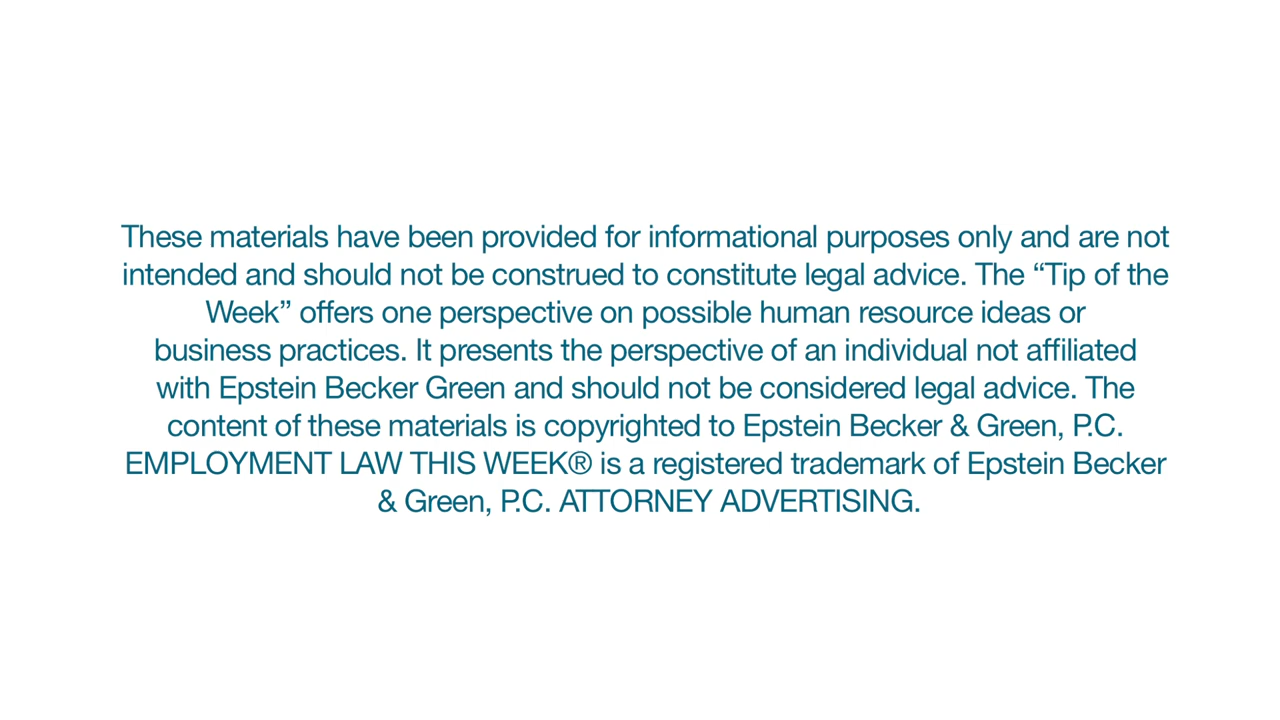 These materials have been provided for informational purposes only and are not
intended and should not be construed to constitute legal advice. The “Tip of the
Week” offers one perspective on possible human resource ideas or
business practices. It presents the perspective of an individual not affiliated
with Epstein Becker Green and should not be considered legal advice. The
content of these materials is copyrighted to Epstein Becker & Green, P.C.
EMPLOYMENT LAW THIS WEEK® is a registered trademark of Epstein Becker
& Green, P.C. ATTORNEY ADVERTISING.